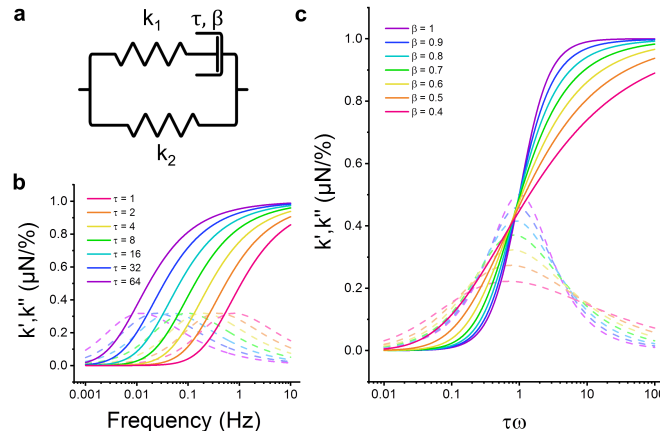 a
k1
τ, β
k2
b
k',k'' (μN/%)
1.0
0.8
0.6
0.4
0.2
0.0
τ = 1
τ = 2
τ = 4
τ = 8
τ = 16
τ = 32
τ = 64
0.001
0.01
0.1
1
10
Frequency (Hz)
c
k',k'' (μN/%)
1.0
0.8
0.6
0.4
0.2
0.0
β = 1
β = 0.9
β = 0.8
β = 0.7
β = 0.6
β = 0.5
β = 0.4
0.01
0.1
1
10
100
τω